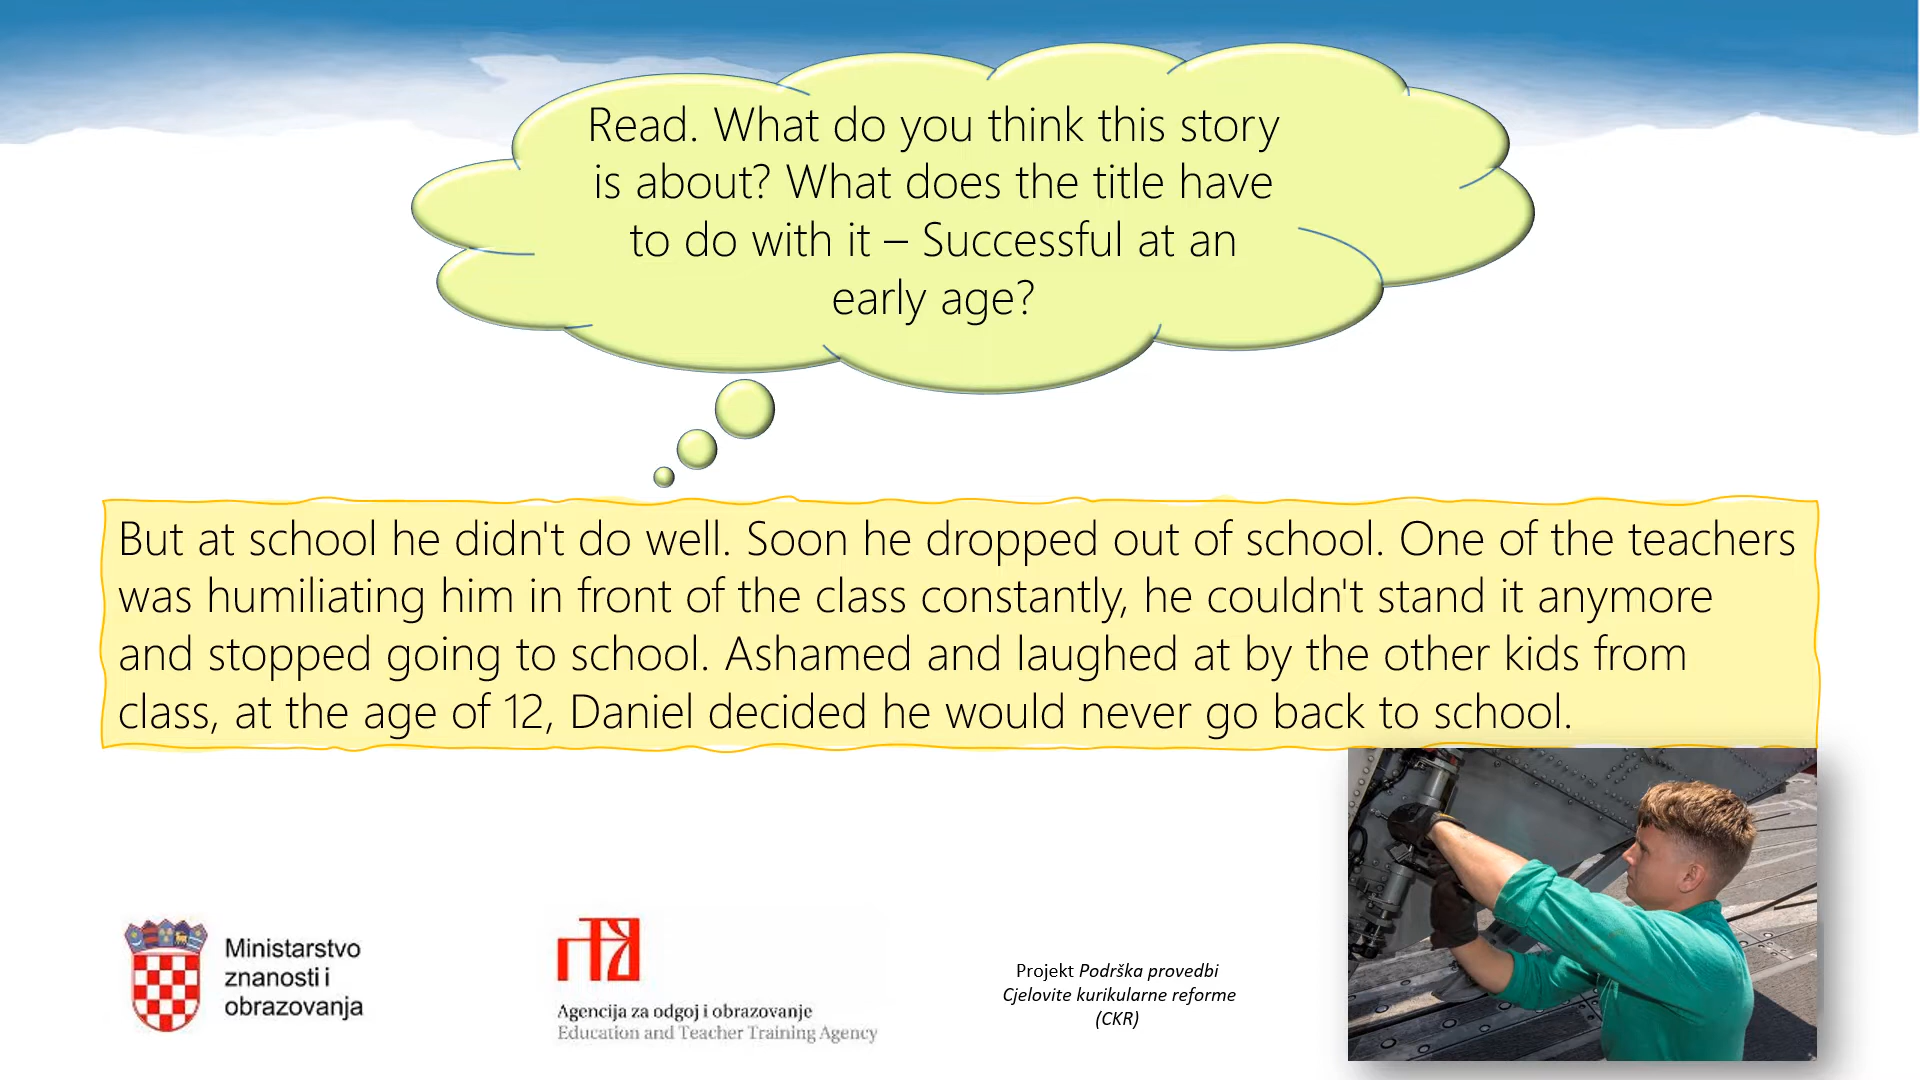 Read. What do you think this story
is about? What does the title have
to do with it – Successful at an
early age?
But at school he didn't do well. Soon he dropped out of school. One of the teachers
was humiliating him in front of the class constantly, he couldn't stand it anymore
and stopped going to school. Ashamed and laughed at by the other kids from
class, at the age of 12, Daniel decided he would never go back to school.
Ministarstvo
znanosti i
obrazovanja
Agencija za odgoj i obrazovanje
Education and Teacher Training Agency
Projekt Podrška provedbi
Cjelovite kurikularne reforme
(CKR)